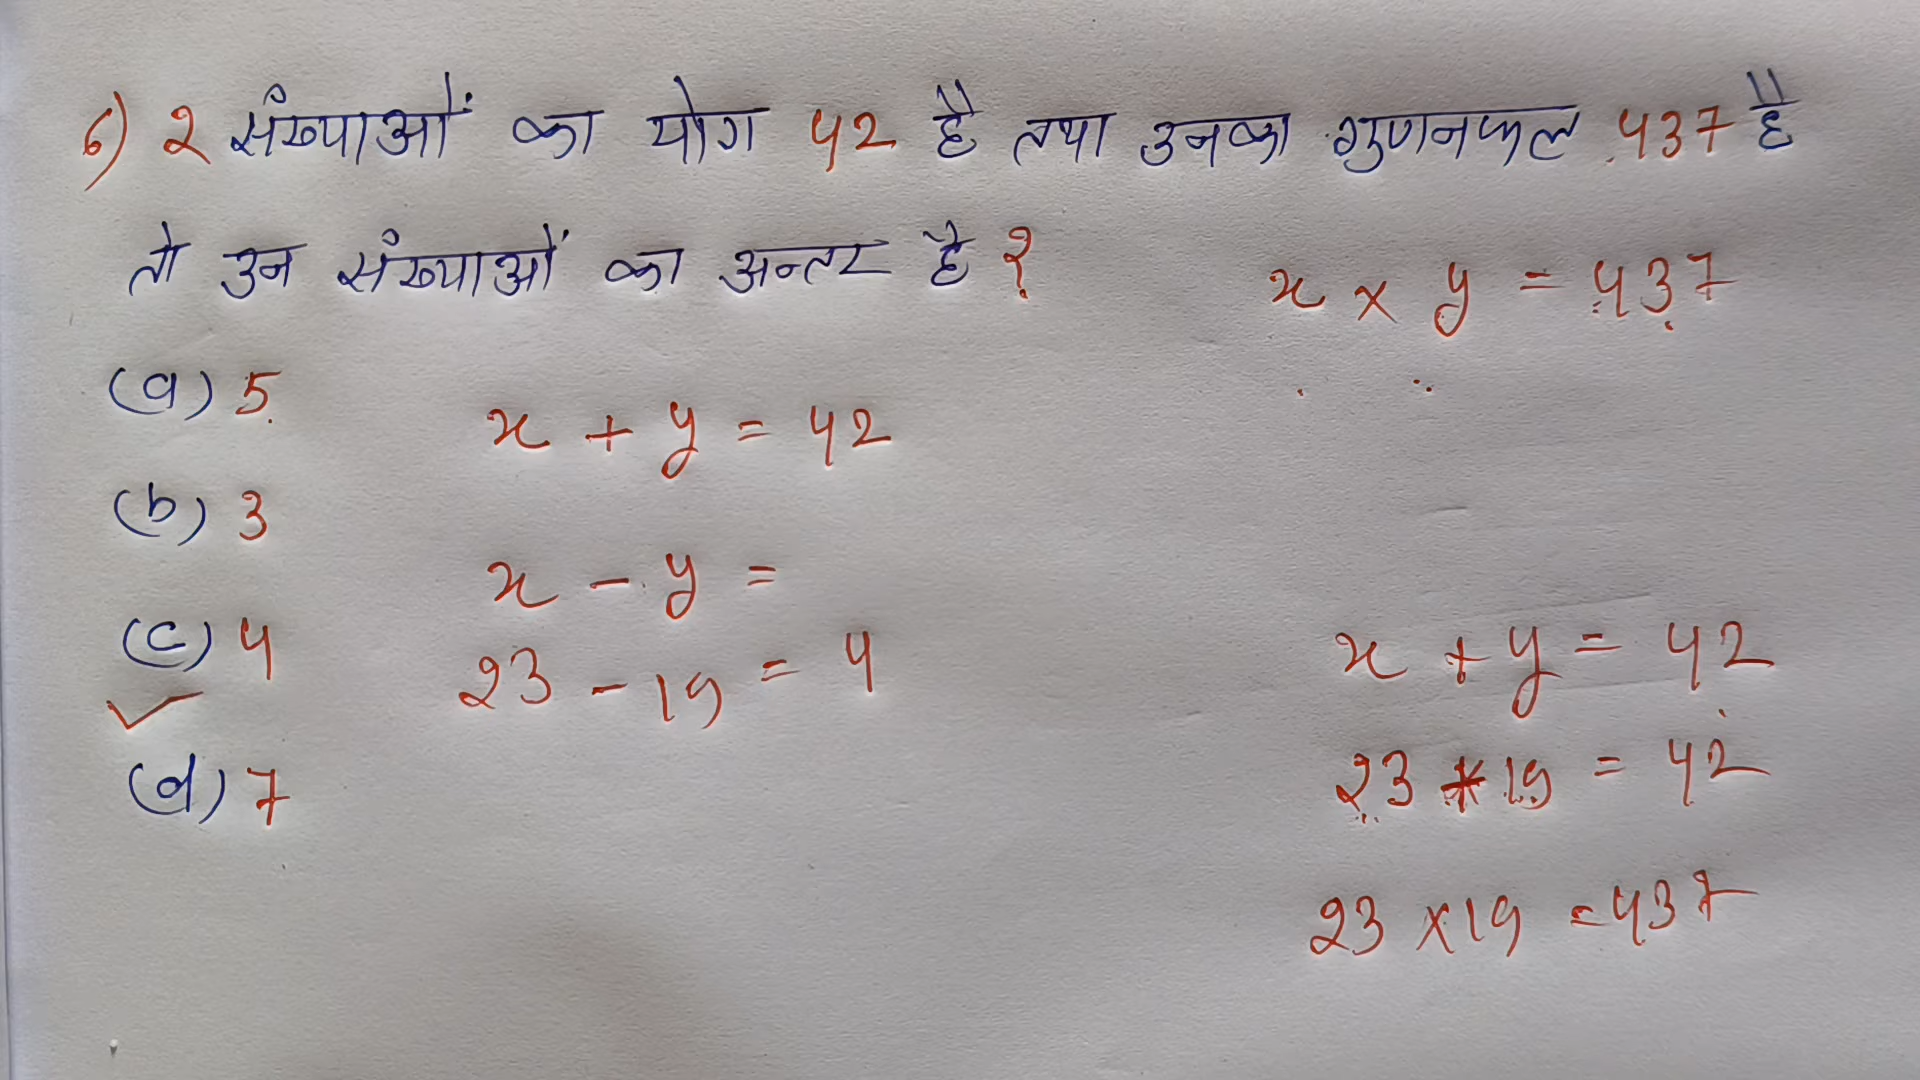 6) २ संख्याओं का योग 42 है तथा उनका गुणनफल 437 है
तो उन संख्याओं का अन्तर है ?
x × y = 437
(a) 5
x + y = 42
(b) 3
x - y =
(c) 4
23 - 19 = 4
x + y = 42
(d) 7
23 * 19 = 42
23 × 19 = 437